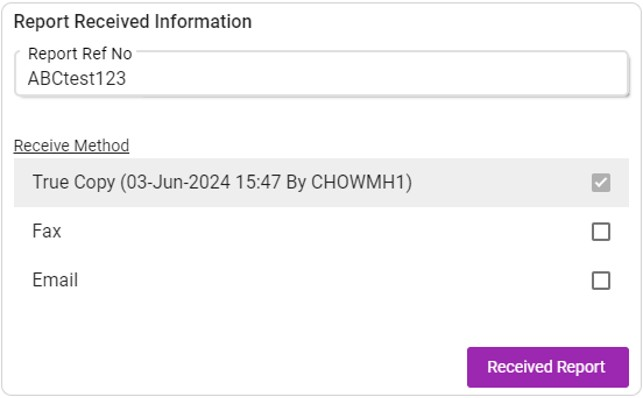 Report Received Information
Report Ref No
ABCtest123
Receive Method
True Copy (03-Jun-2024 15:47 By CHOWMH1)
Fax
Email
Received Report